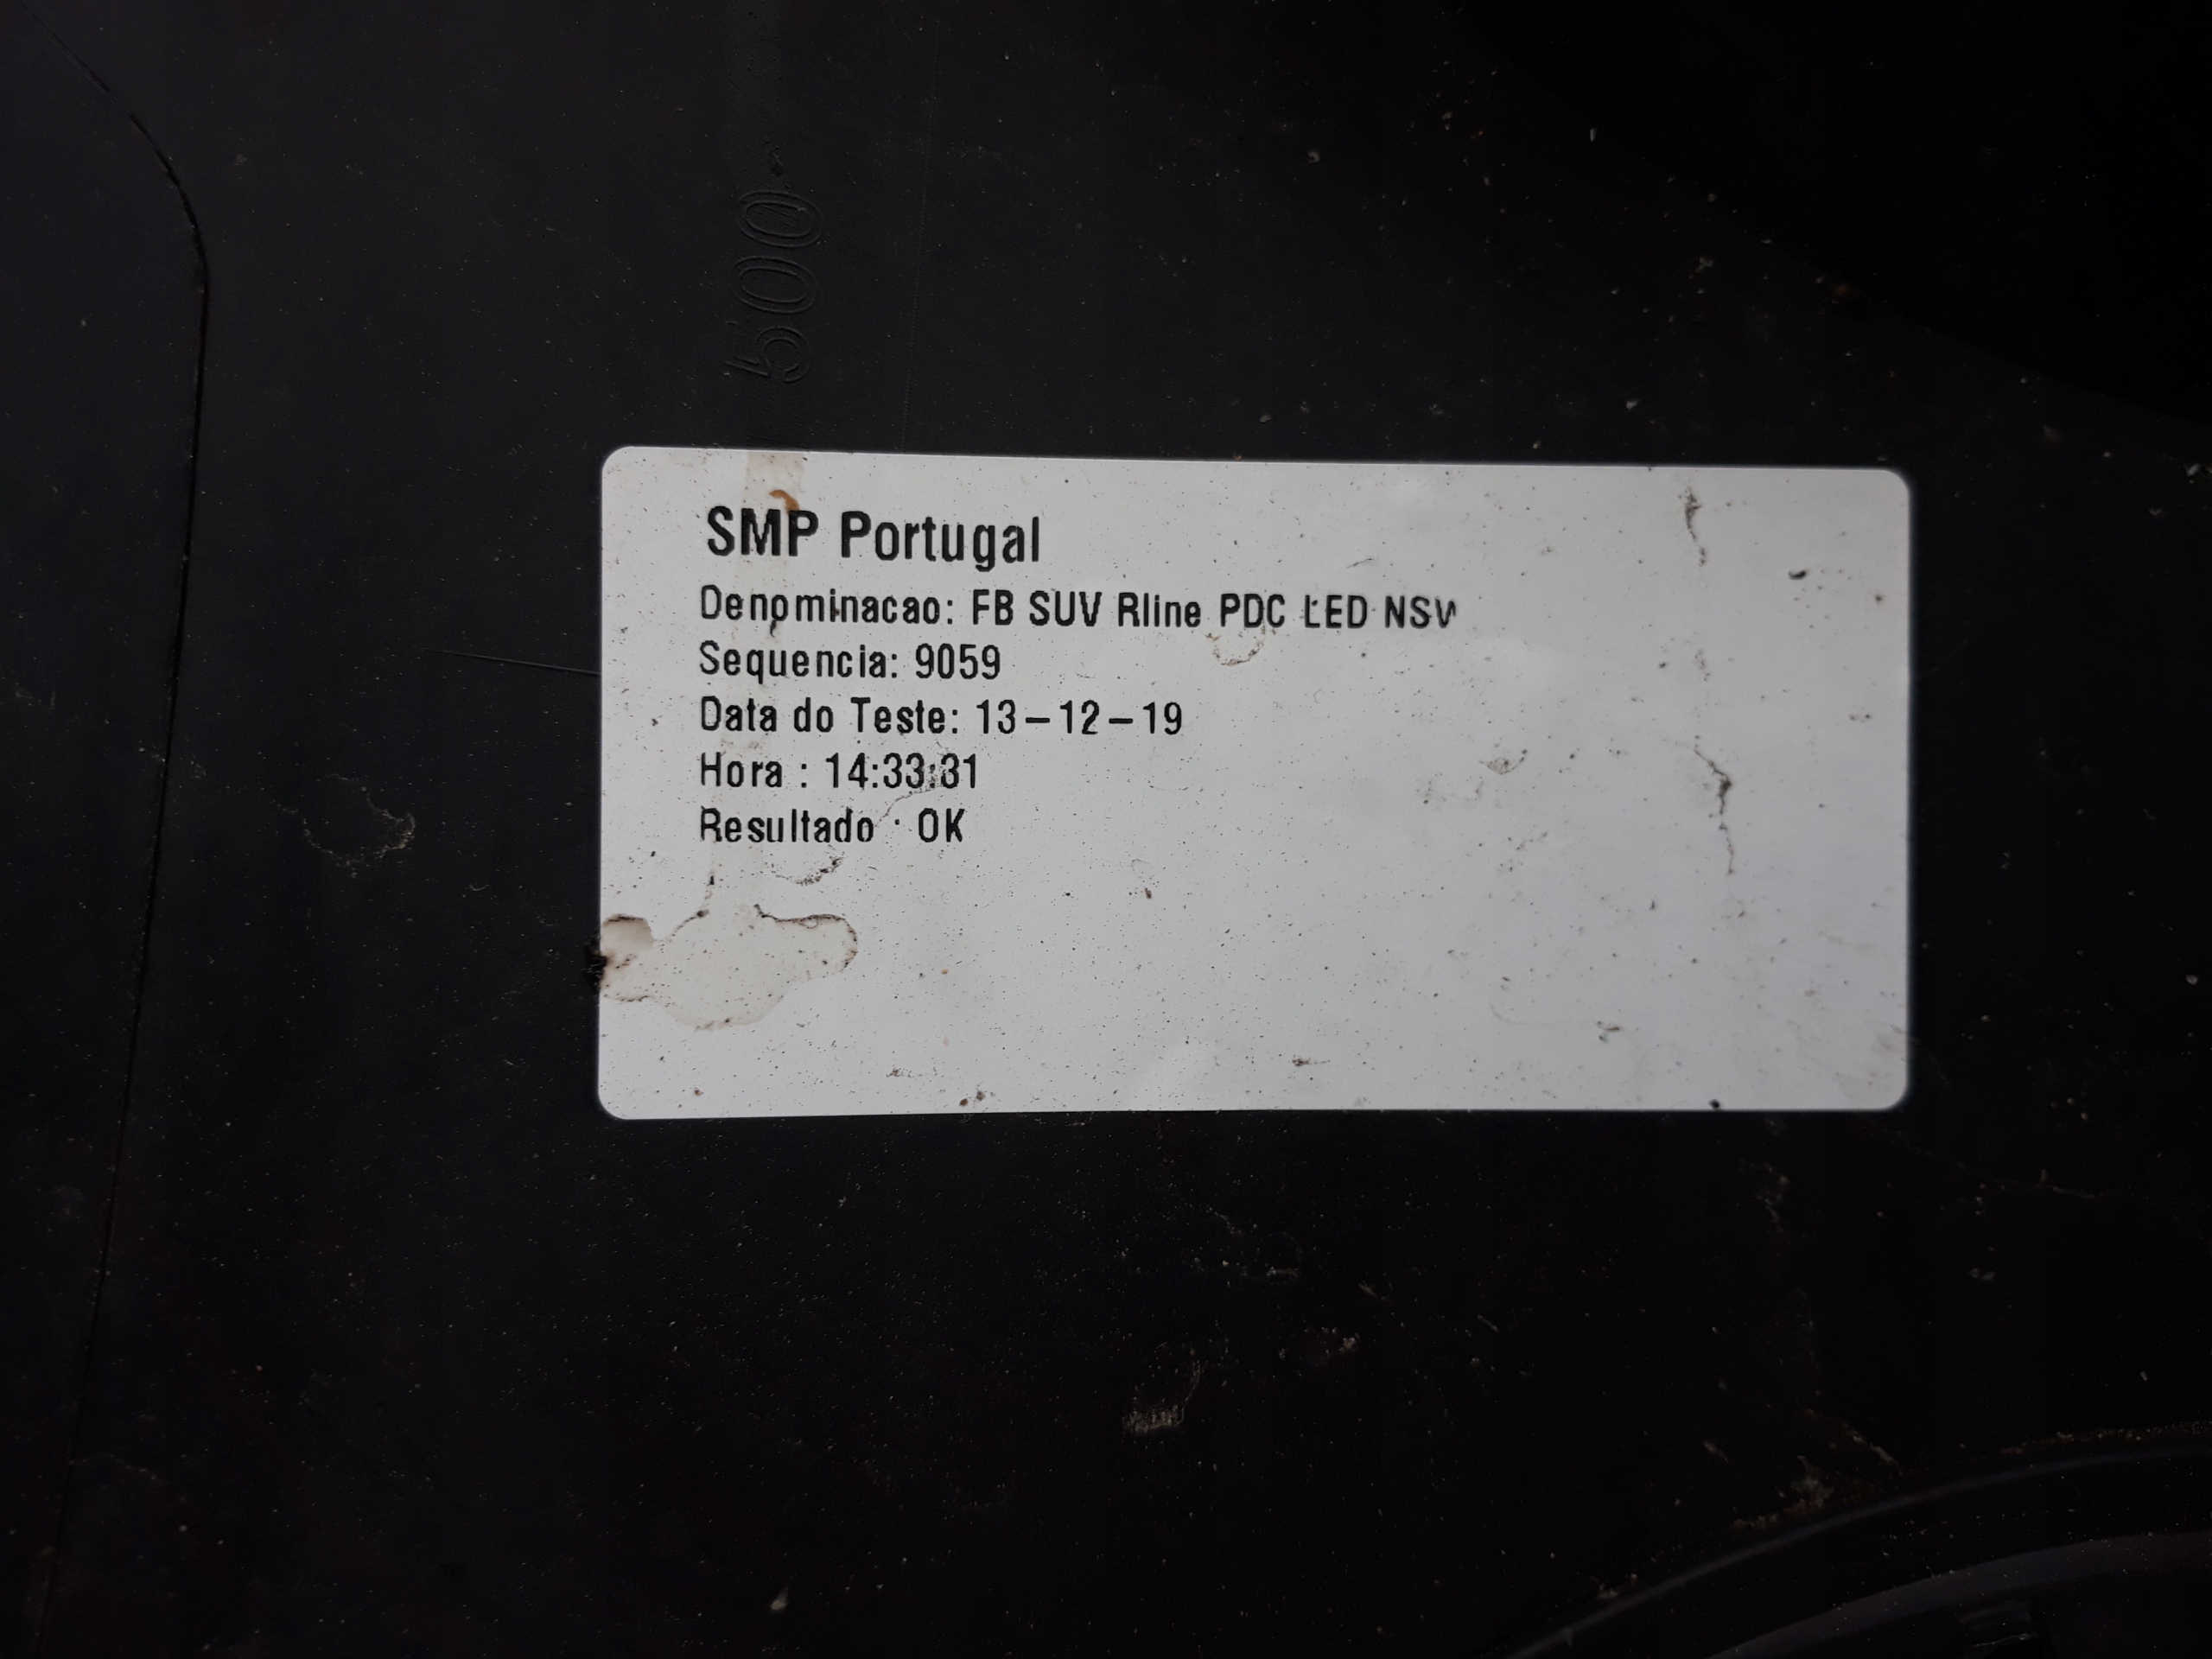 500
SMP Portugal
Denominacao: FB SUV Rline PDC LED NSW
Sequencia: 9059
Data do Teste: 13-12-19
Hora : 14:33:31
Resultado : OK